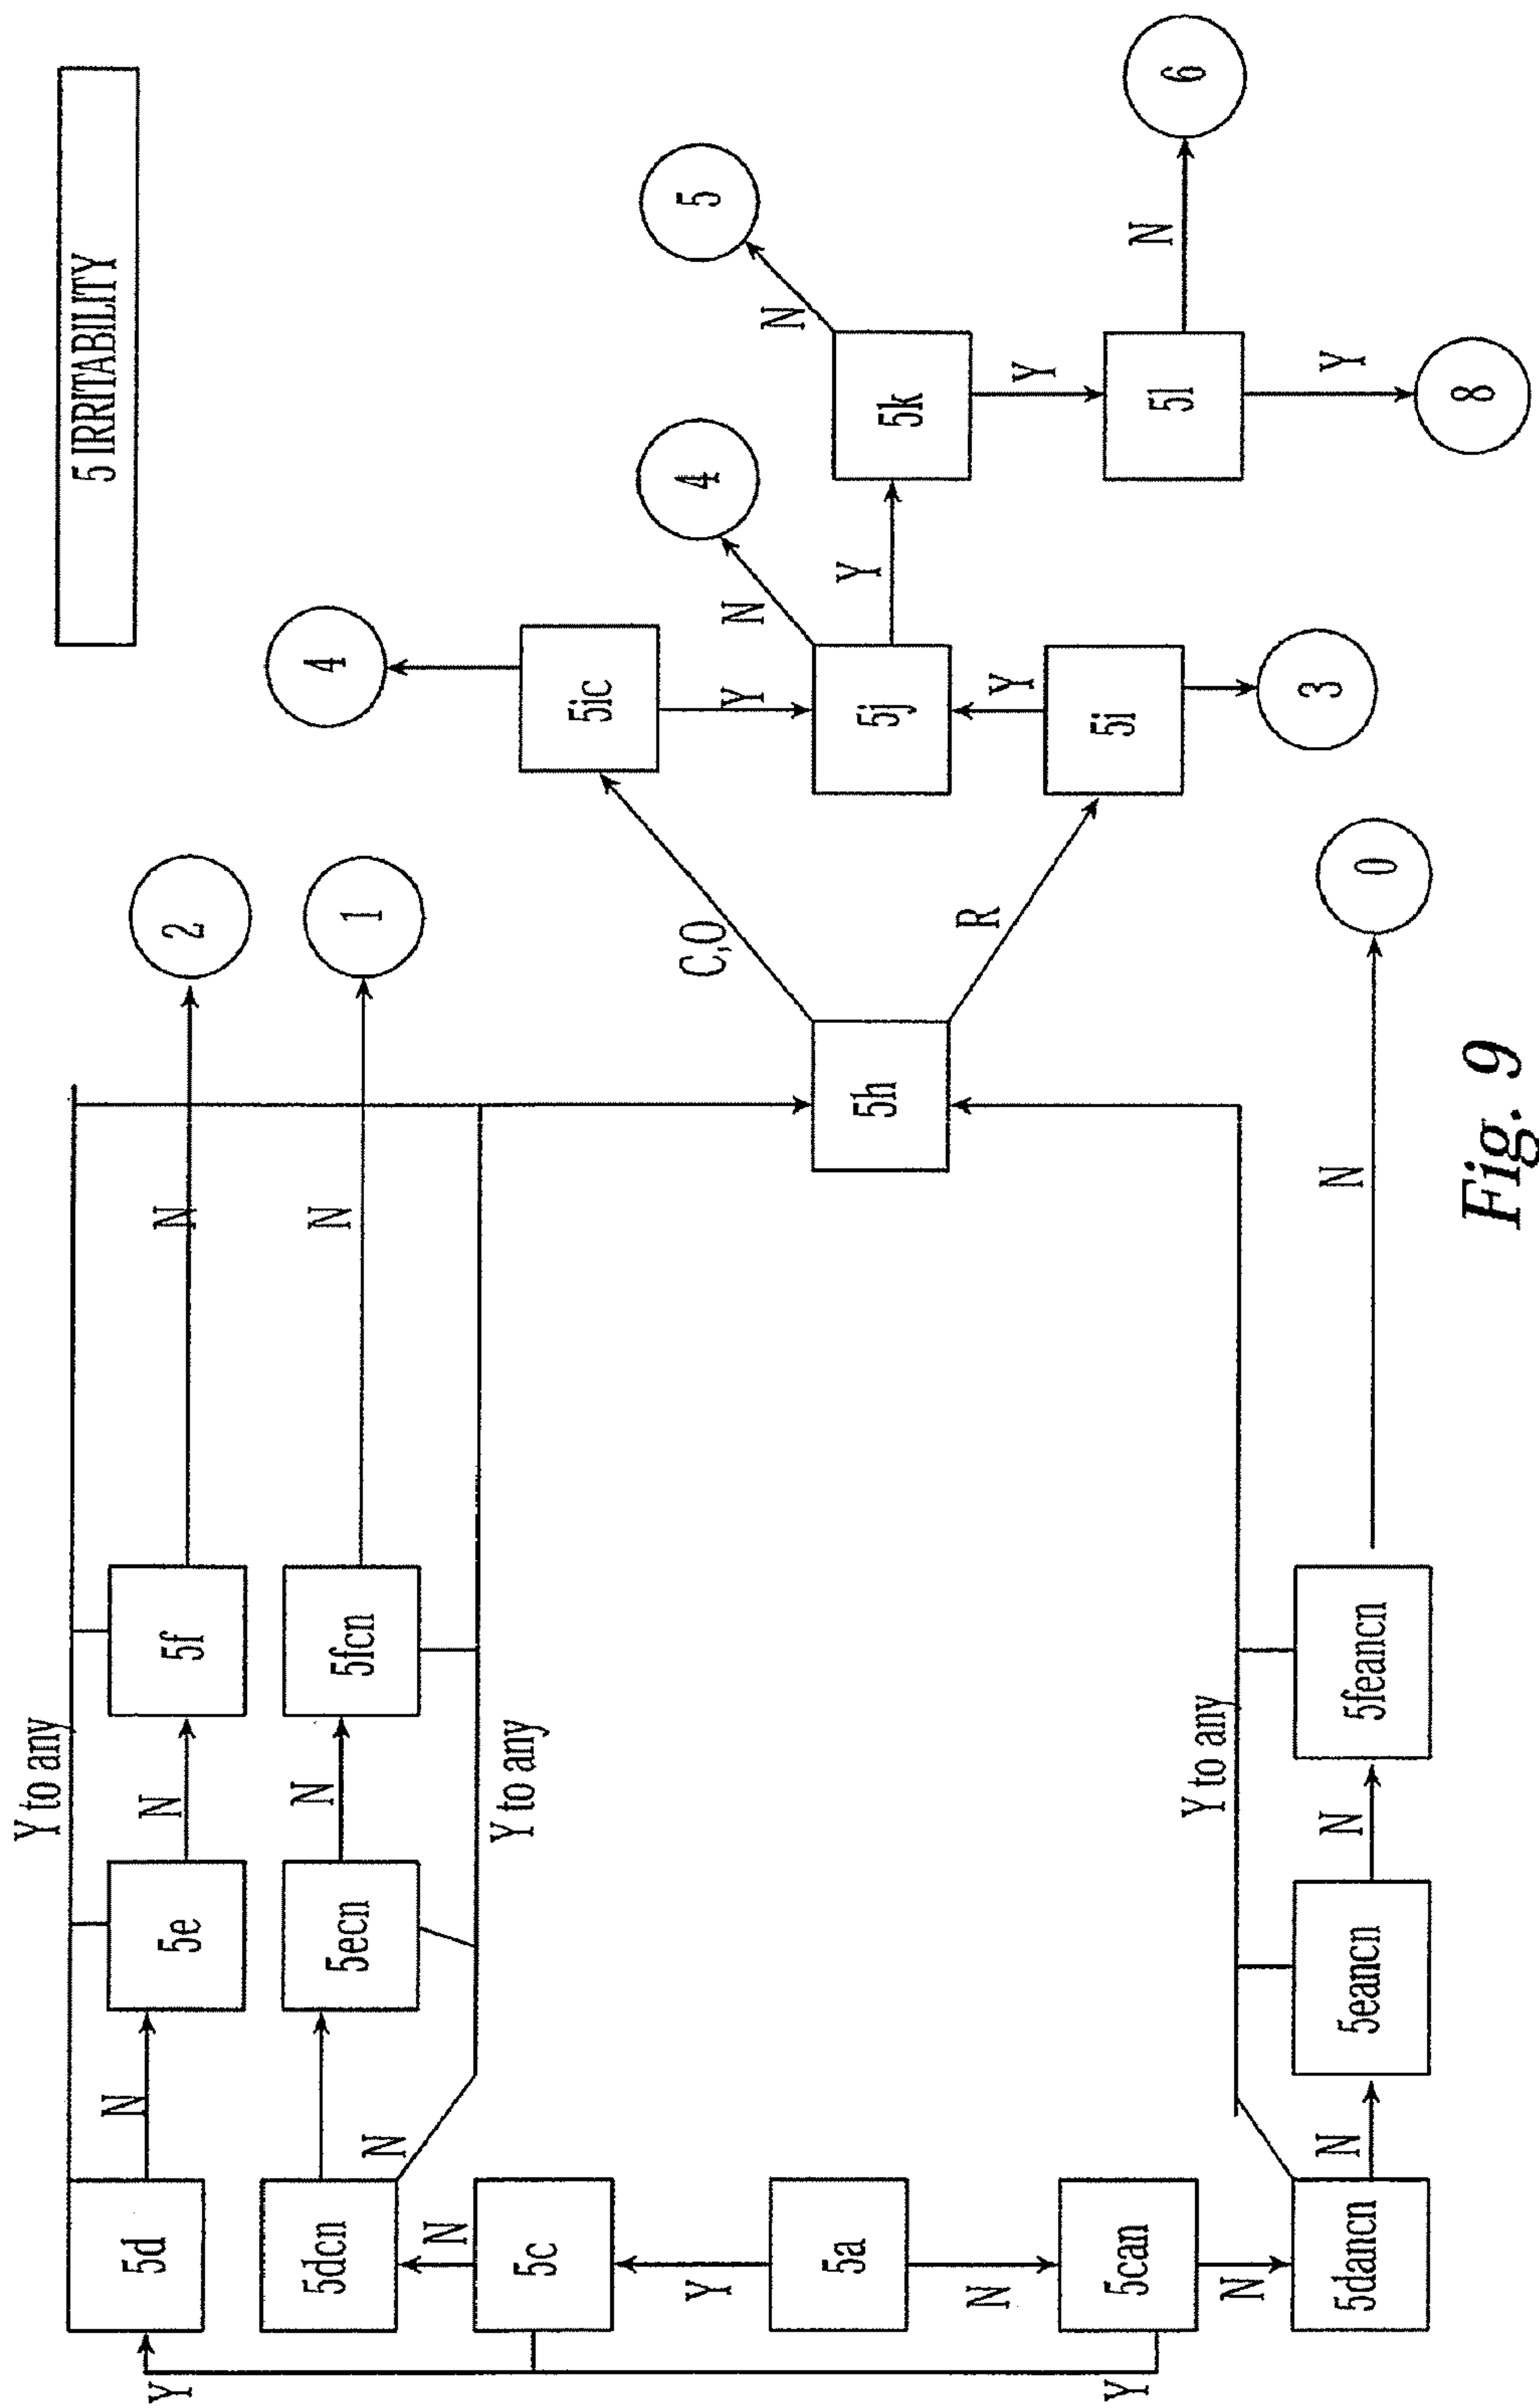 5 IRRITABILITY
Y to any
5d
N
5e
N
5f
N
2
5dcn
N
5ecn
N
5fcn
N
1
Y to any
Y
5c
N
Y
5a
N
5can
Y
N
5dancn
N
5eancn
N
5feancn
N
0
Y to any
5h
C,O
R
5ic
4
Y
5j
N
4
Y
5i
3
Y
5k
N
5
Y
5l
N
6
Y
8
Fig. 9